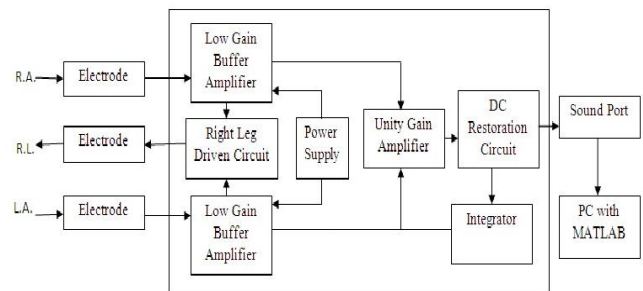 R.A.
Electrode
Low Gain
Buffer
Amplifier
R.L.
Electrode
Right Leg
Driven Circuit
Power
Supply
Unity Gain
Amplifier
DC
Restoration
Circuit
Sound Port
L.A.
Electrode
Low Gain
Buffer
Amplifier
Integrator
PC with
MATLAB